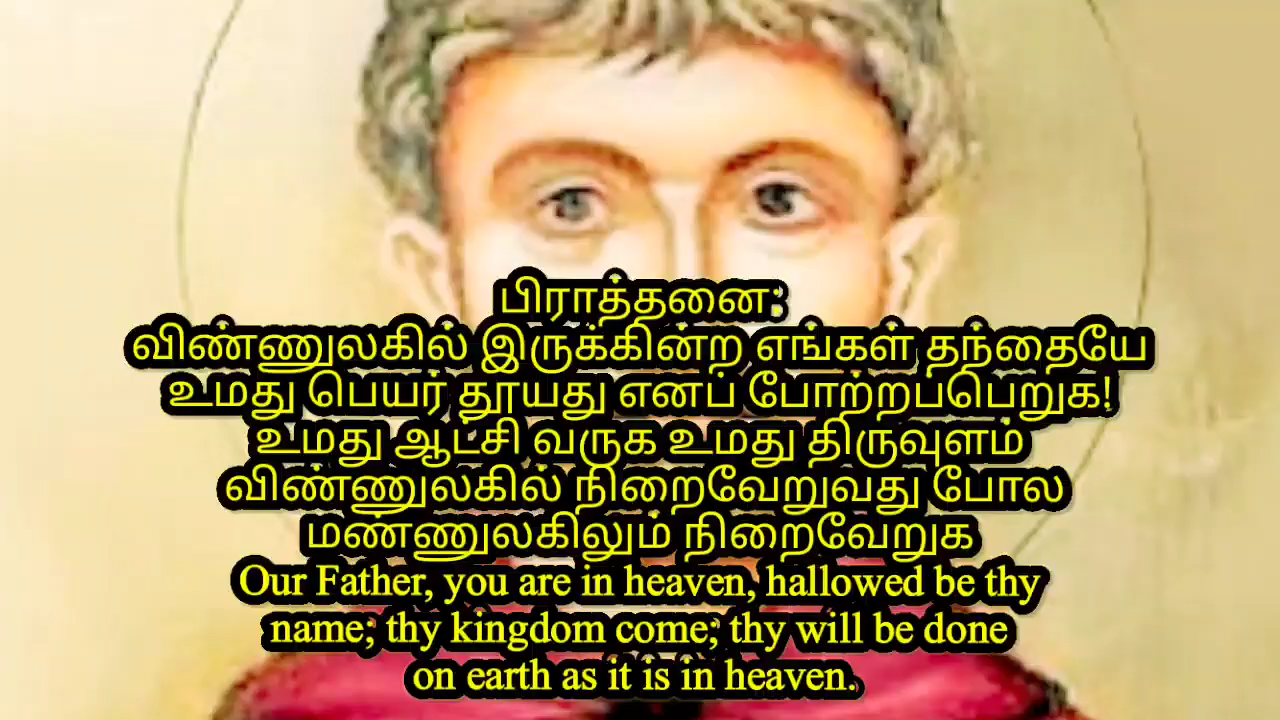 பிராத்தனை:
விண்ணுலகில் இருக்கின்ற எங்கள் தந்தையே
உமது பெயர் தூயது எனப் போற்றப்பெறுக!
உமது ஆட்சி வருக உமது திருவுளம்
விண்ணுலகில் நிறைவேறுவது போல
மண்ணுலகிலும் நிறைவேறுக
Our Father, you are in heaven, hallowed be thy
name; thy kingdom come; thy will be done
on earth as it is in heaven.